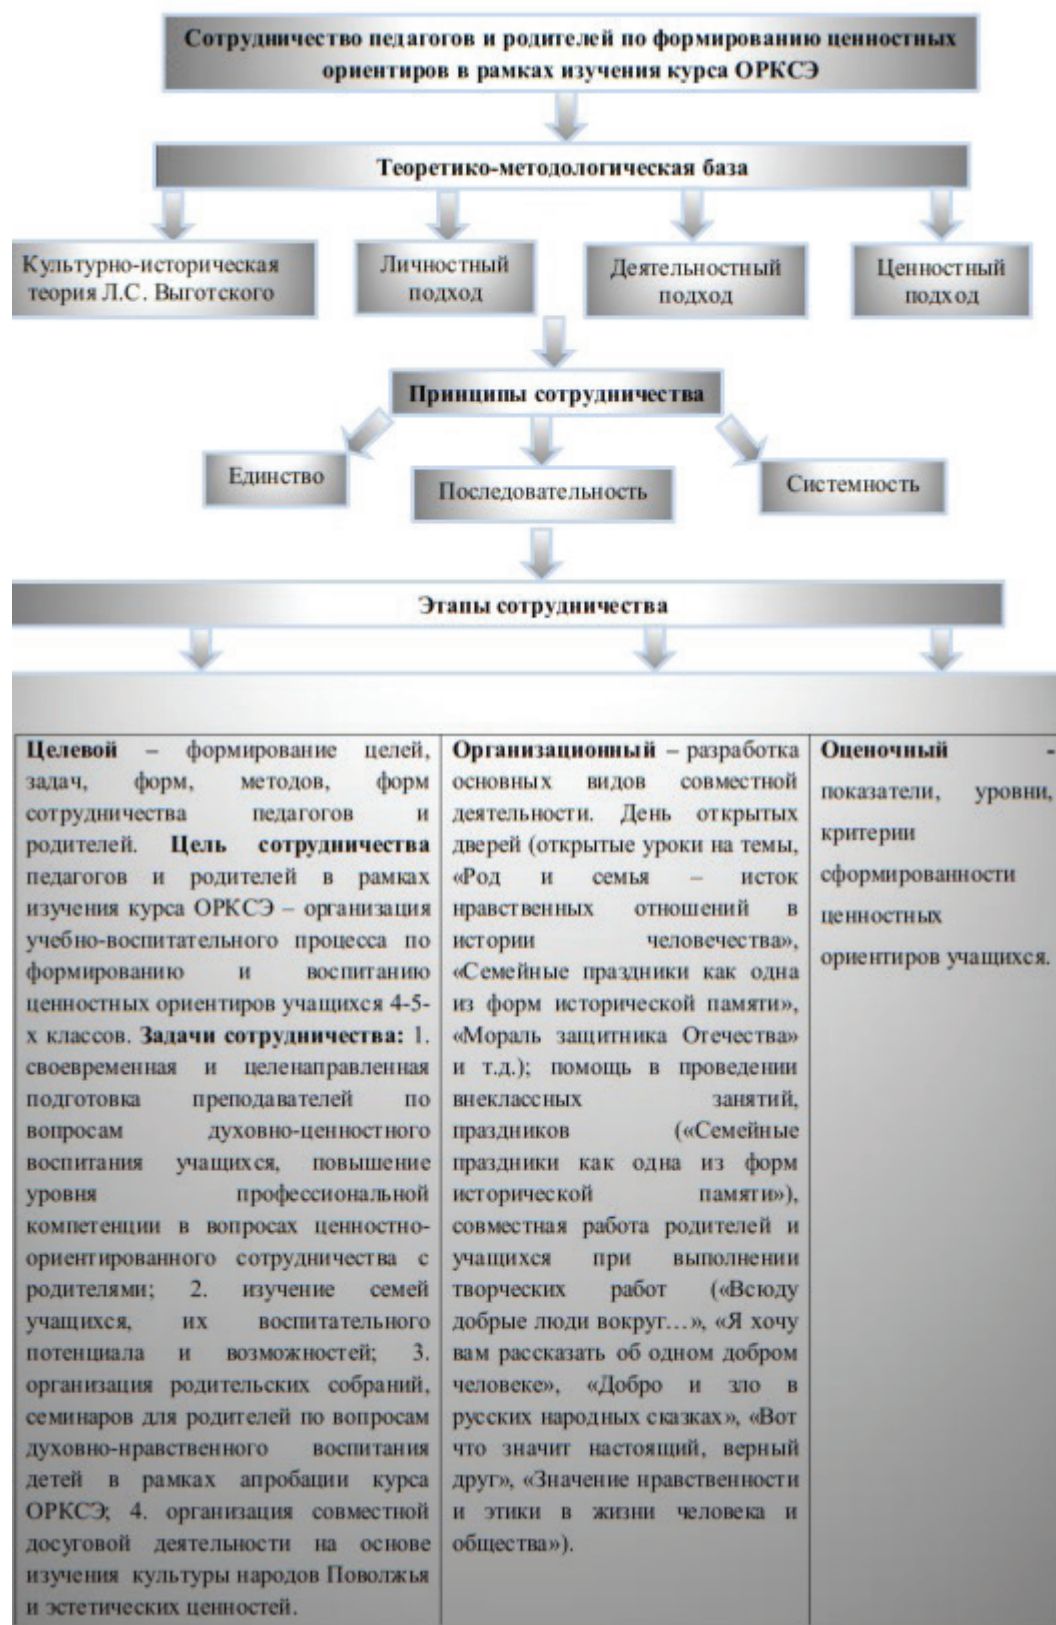 Сотрудничество педагогов и родителей по формированию ценностных
ориентиров в рамках изучения курса ОРКСЭ
Теоретико-методологическая база
Культурно-историческая
теория Л.С. Выготского
Личностный
подход
Деятельностный
подход
Ценностный
подход
Принципы сотрудничества
Единство
Последовательность
Системность
Этапы сотрудничества
Целевой – формирование целей,
задач, форм, методов, форм
сотрудничества педагогов и
родителей. Цель сотрудничества
педагогов и родителей в рамках
изучения курса ОРКСЭ – организация
учебно-воспитательного процесса по
формированию и воспитанию
ценностных ориентиров учащихся 4-5-
х классов. Задачи сотрудничества: 1.
своевременная и целенаправленная
подготовка преподавателей по
вопросам духовно-ценностного
воспитания учащихся, повышение
уровня профессиональной
компетенции в вопросах ценностно-
ориентированного сотрудничества с
родителями; 2. изучение семей
учащихся, их воспитательного
потенциала и возможностей; 3.
организация родительских собраний,
семинаров для родителей по вопросам
духовно-нравственного воспитания
детей в рамках апробации курса
ОРКСЭ; 4. организация совместной
досуговой деятельности на основе
изучения культуры народов Поволжья
и эстетических ценностей.
Организационный – разработка
основных видов совместной
деятельности. День открытых
дверей (открытые уроки на темы,
«Род и семья – исток
нравственных отношений в
истории человечества»,
«Семейные праздники как одна
из форм исторической памяти»,
«Мораль защитника Отечества»
и т.д.); помощь в проведении
внеклассных занятий,
праздников («Семейные
праздники как одна из форм
исторической памяти»),
совместная работа родителей и
учащихся при выполнении
творческих работ («Всюду
добрые люди вокруг…», «Я хочу
вам рассказать об одном добром
человеке», «Добро и зло в
русских народных сказках», «Вот
что значит настоящий, верный
друг», «Значение нравственности
и этики в жизни человека и
общества»).
Оценочный -
показатели, уровни,
критерии
сформированности
ценностных
ориентиров учащихся.